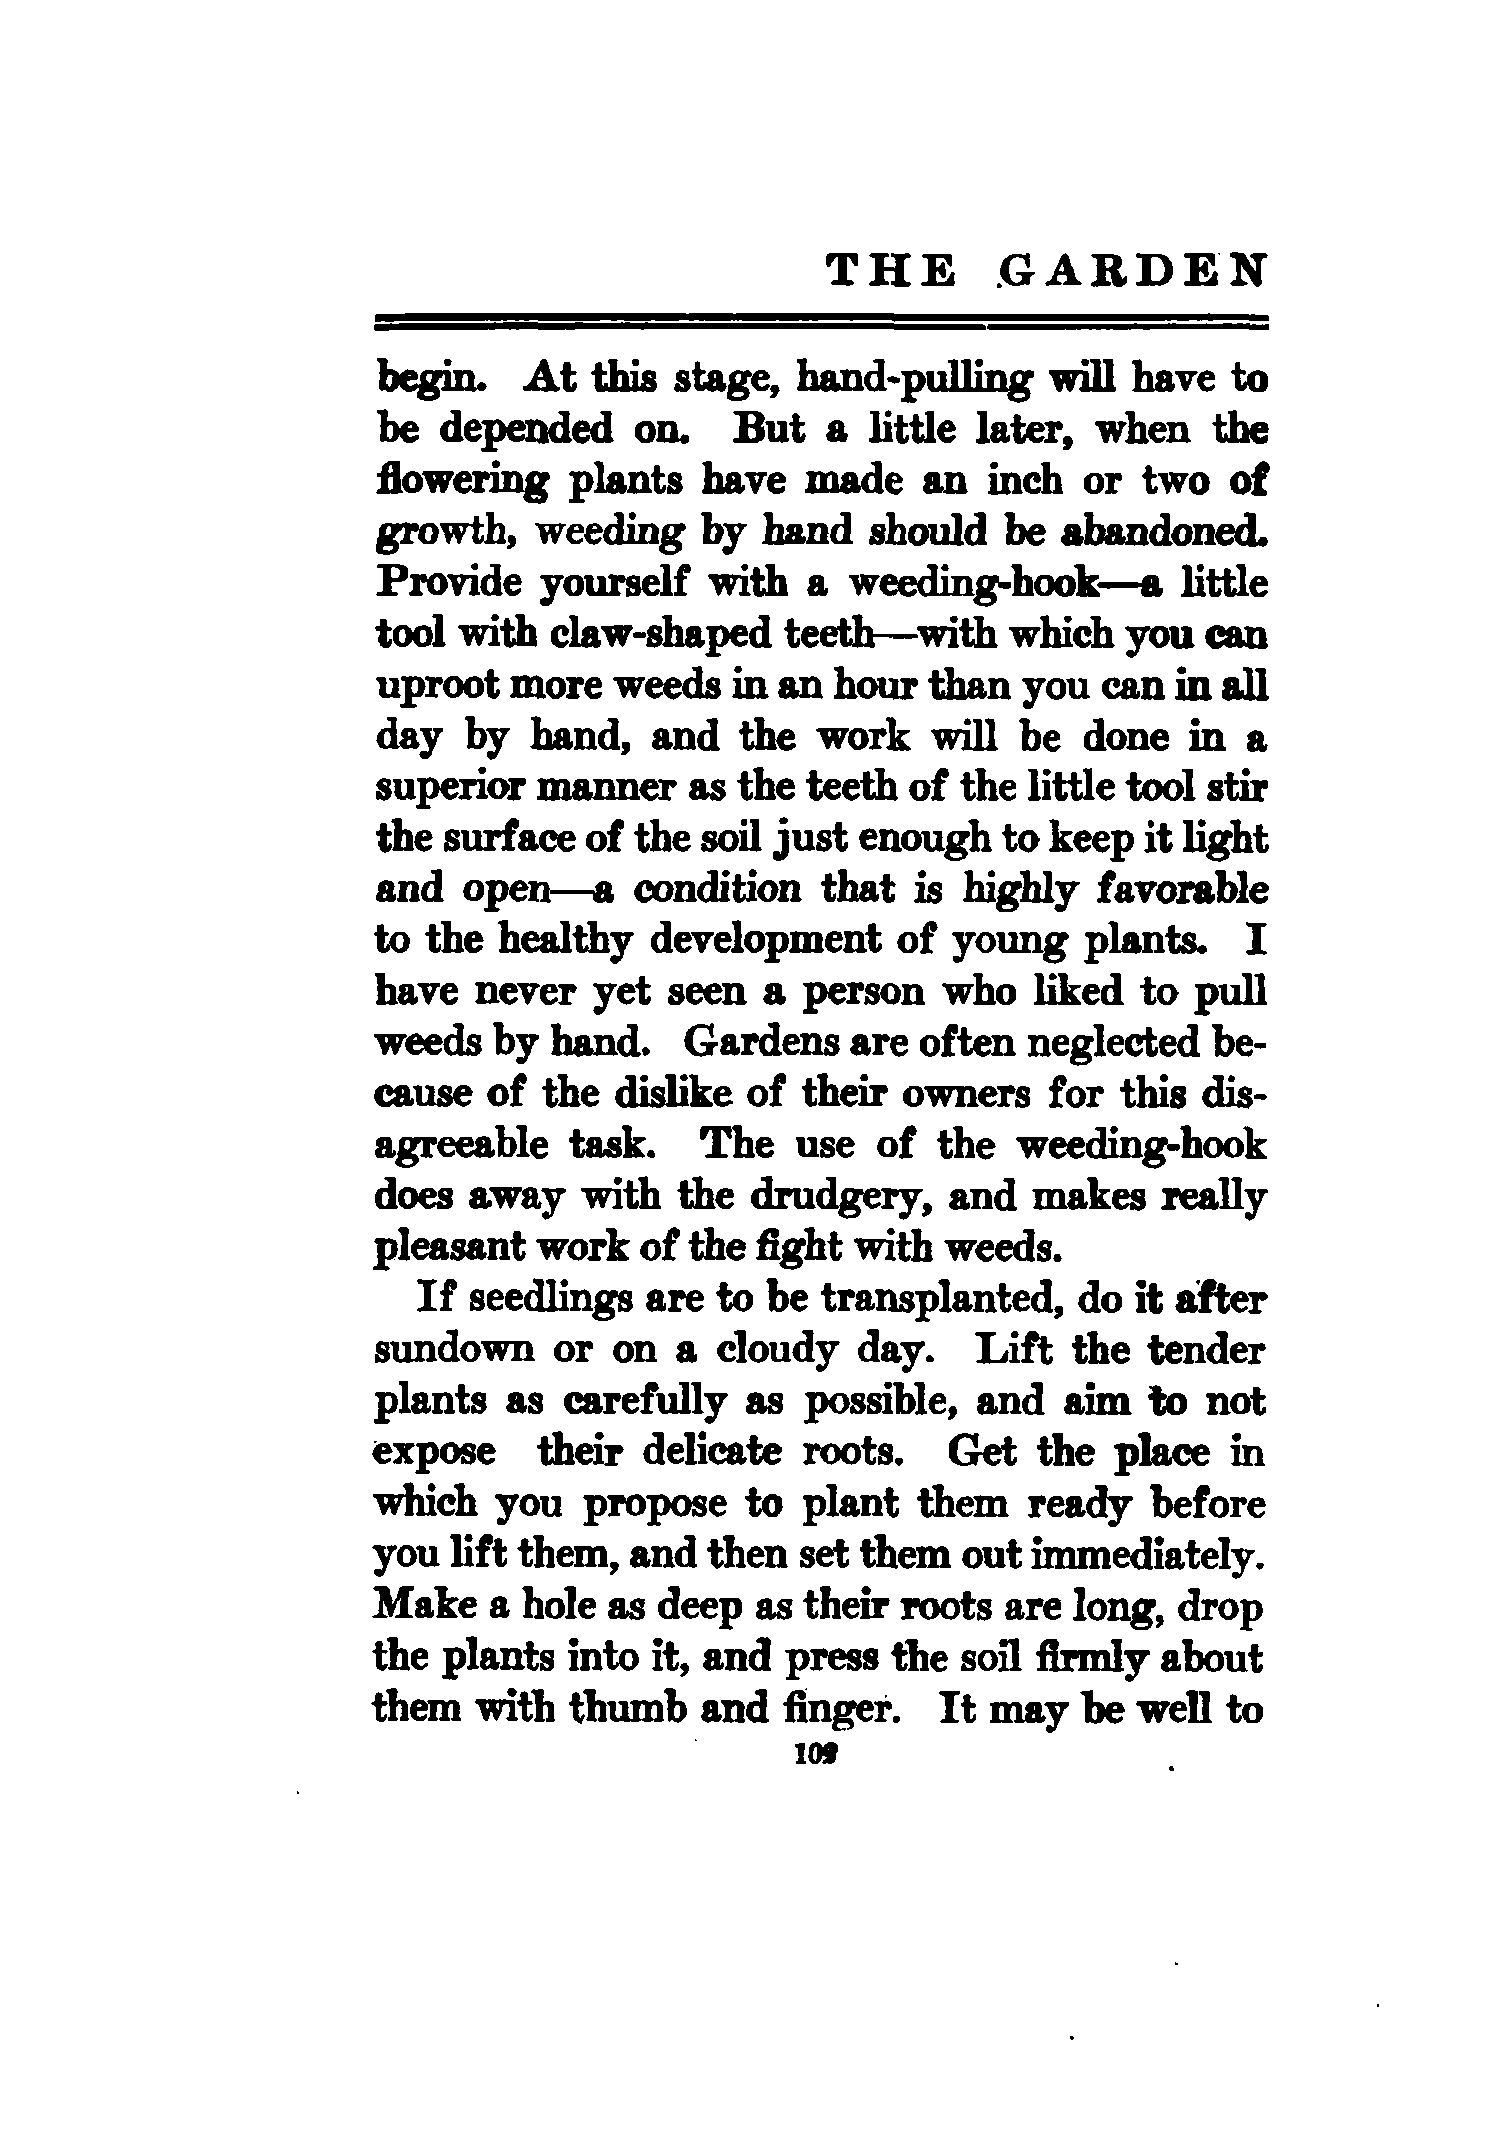 THE GARDEN
begin. At this stage, hand-pulling will have to
be depended on. But a little later, when the
flowering plants have made an inch or two of
growth, weeding by hand should be abandoned.
Provide yourself with a weeding-hook—a little
tool with claw-shaped teeth—with which you can
uproot more weeds in an hour than you can in all
day by hand, and the work will be done in a
superior manner as the teeth of the little tool stir
the surface of the soil just enough to keep it light
and open—a condition that is highly favorable
to the healthy development of young plants. I
have never yet seen a person who liked to pull
weeds by hand. Gardens are often neglected be-
cause of the dislike of their owners for this dis-
agreeable task. The use of the weeding-hook
does away with the drudgery, and makes really
pleasant work of the fight with weeds.
If seedlings are to be transplanted, do it after
sundown or on a cloudy day. Lift the tender
plants as carefully as possible, and aim to not
expose their delicate roots. Get the place in
which you propose to plant them ready before
you lift them, and then set them out immediately.
Make a hole as deep as their roots are long, drop
the plants into it, and press the soil firmly about
them with thumb and finger. It may be well to